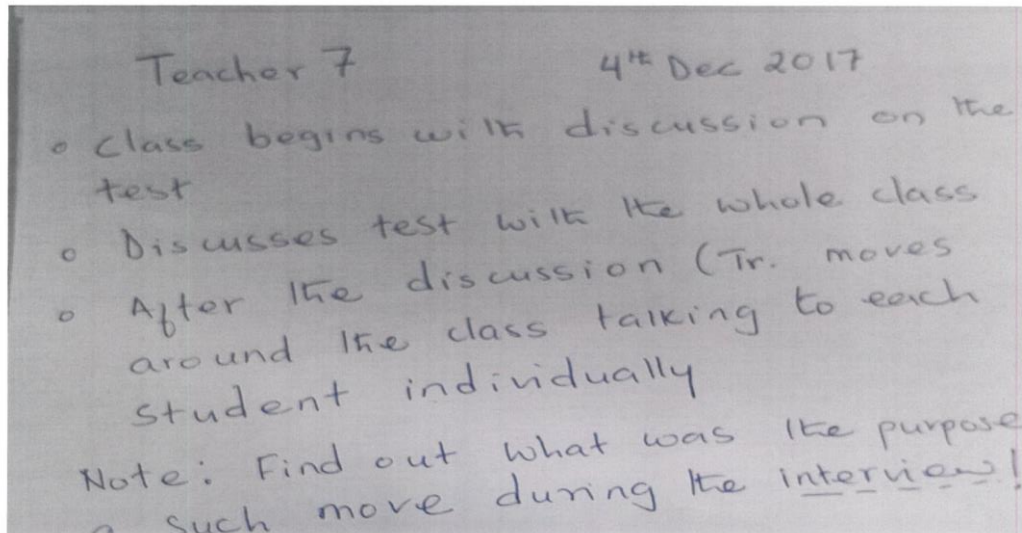 Teacher 7 4th Dec 2017
o Class begins with discussion on the
test
o Discusses test with the whole class
o After the discussion (Tr. moves
around the class talking to each
student individually
Note: Find out what was the purpose
such move during the interview!